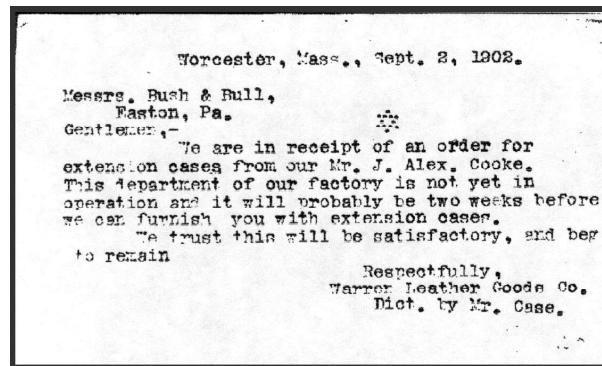 Worcester, Mass., Sept. 2, 1902.
Messrs. Bush & Bull,
Easton, Pa.
Gentlemen,-
We are in receipt of an order for
extension cases from our Mr. J. Alex. Cooke.
This department of our factory is not yet in
operation and it will probably be two weeks before
we can furnish you with extension cases.
We trust this will be satisfactory, and beg
to remain
Respectfully,
Warren Leather Goods Co.
Dict. by Mr. Case.